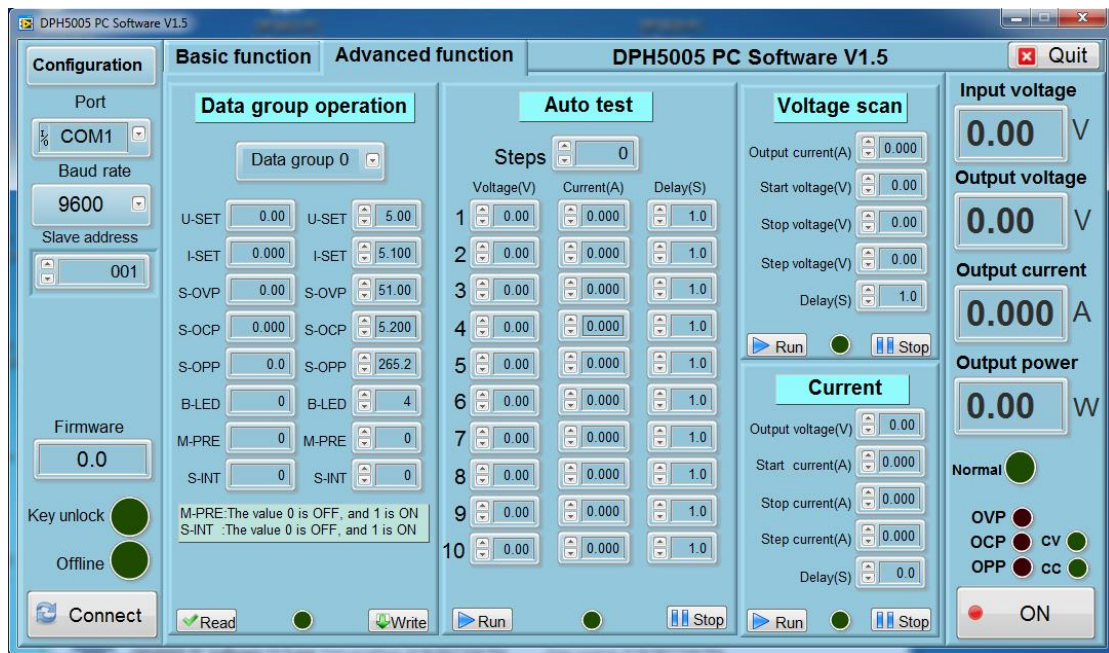 DPH5005 PC Software V1.5
Configuration
Port
COM1
Baud rate
9600
Slave address
001
Firmware
0.0
Key unlock
Offline
Connect
Basic function Advanced function DPH5005 PC Software V1.5 Quit
Data group operation
Data group 0
U-SET 0.00 U-SET 5.00
I-SET 0.000 I-SET 5.100
S-OVP 0.00 S-OVP 51.00
S-OCP 0.000 S-OCP 5.200
S-OPP 0.0 S-OPP 265.2
B-LED 0 B-LED 4
M-PRE 0 M-PRE 0
S-INT 0 S-INT 0
M-PRE:The value 0 is OFF, and 1 is ON
S-INT :The value 0 is OFF, and 1 is ON
Read Write
Auto test
Steps 0
Voltage(V) Current(A) Delay(S)
1 0.00 0.000 1.0
2 0.00 0.000 1.0
3 0.00 0.000 1.0
4 0.00 0.000 1.0
5 0.00 0.000 1.0
6 0.00 0.000 1.0
7 0.00 0.000 1.0
8 0.00 0.000 1.0
9 0.00 0.000 1.0
10 0.00 0.000 1.0
Run Stop
Voltage scan
Output current(A) 0.000
Start voltage(V) 0.00
Stop voltage(V) 0.00
Step voltage(V) 0.00
Delay(S) 1.0
Run Stop
Current
Output voltage(V) 0.00
Start current(A) 0.000
Stop current(A) 0.000
Step current(A) 0.000
Delay(S) 0.0
Run Stop
Input voltage
0.00 V
Output voltage
0.00 V
Output current
0.000 A
Output power
0.00 W
Normal
OVP
OCP CV
OPP CC
ON